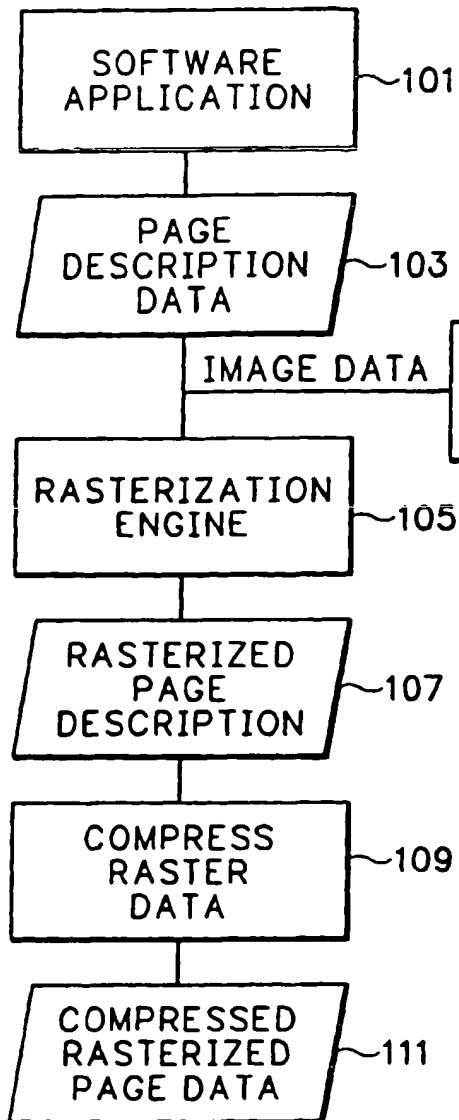 SOFTWARE
APPLICATION
101
PAGE
DESCRIPTION
DATA
103
IMAGE DATA
RASTERIZATION
ENGINE
105
RASTERIZED
PAGE
DESCRIPTION
107
COMPRESS
RASTER
DATA
109
COMPRESSED
RASTERIZED
PAGE DATA
111